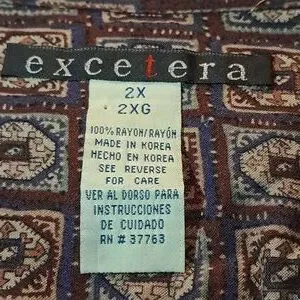 excetera
2X
2XG
100% RAYON/RAYÓN
MADE IN KOREA
HECHO EN KOREA
SEE REVERSE
FOR CARE
VER AL DORSO PARA
INSTRUCCIONES
DE CUIDADO
RN # 37763